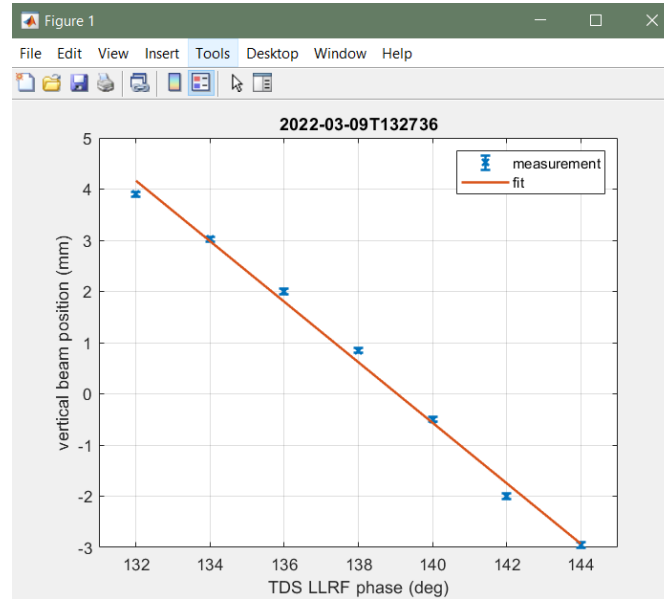 Figure 1
File Edit View Insert Tools Desktop Window Help
2022-03-09T132736
measurement
fit
5
4
3
2
1
0
-1
-2
-3
vertical beam position (mm)
132 134 136 138 140 142 144
TDS LLRF phase (deg)